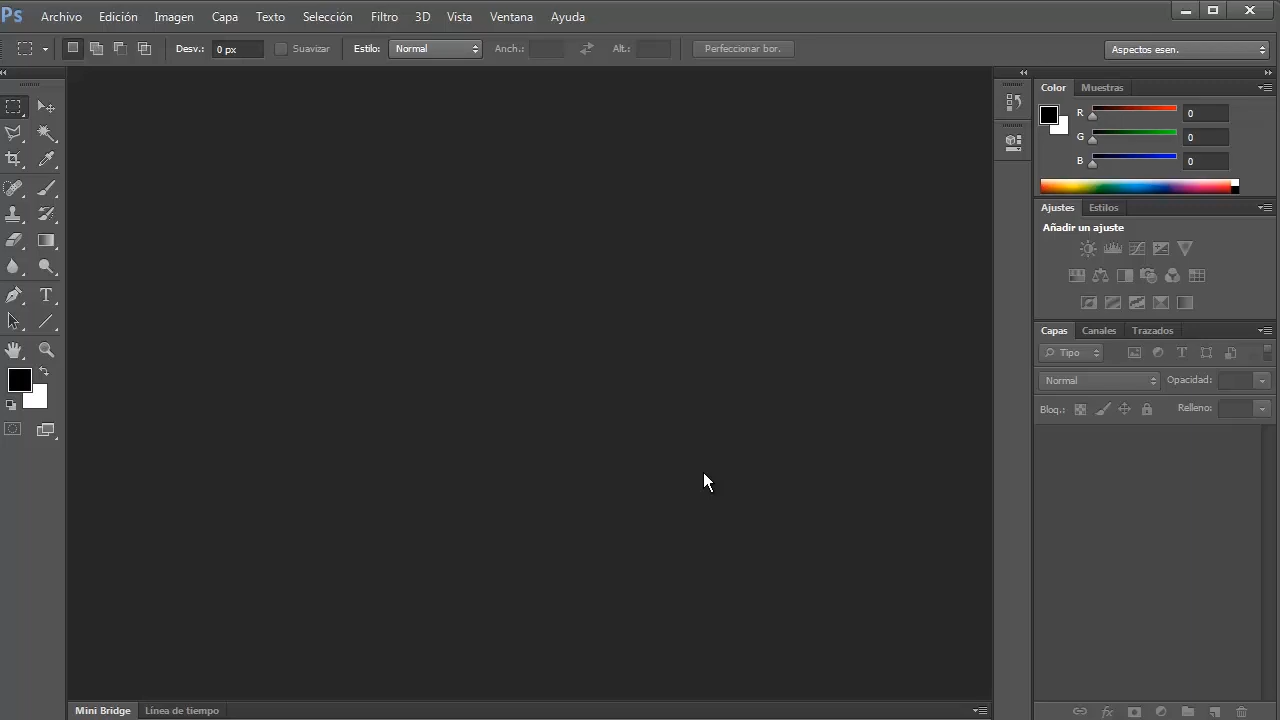 Ps Archivo Edición Imagen Capa Texto Selección Filtro 3D Vista Ventana Ayuda
Desv.: 0 px Suavizar Estilo: Normal Anch.: Alt.: Perfeccionar bor. Aspectos esen.
Color Muestras
R 0
G 0
B 0
Ajustes Estilos
Añadir un ajuste
Capas Canales Trazados
Tipo
Normal Opacidad:
Bloq.: Relleno:
Mini Bridge Línea de tiempo